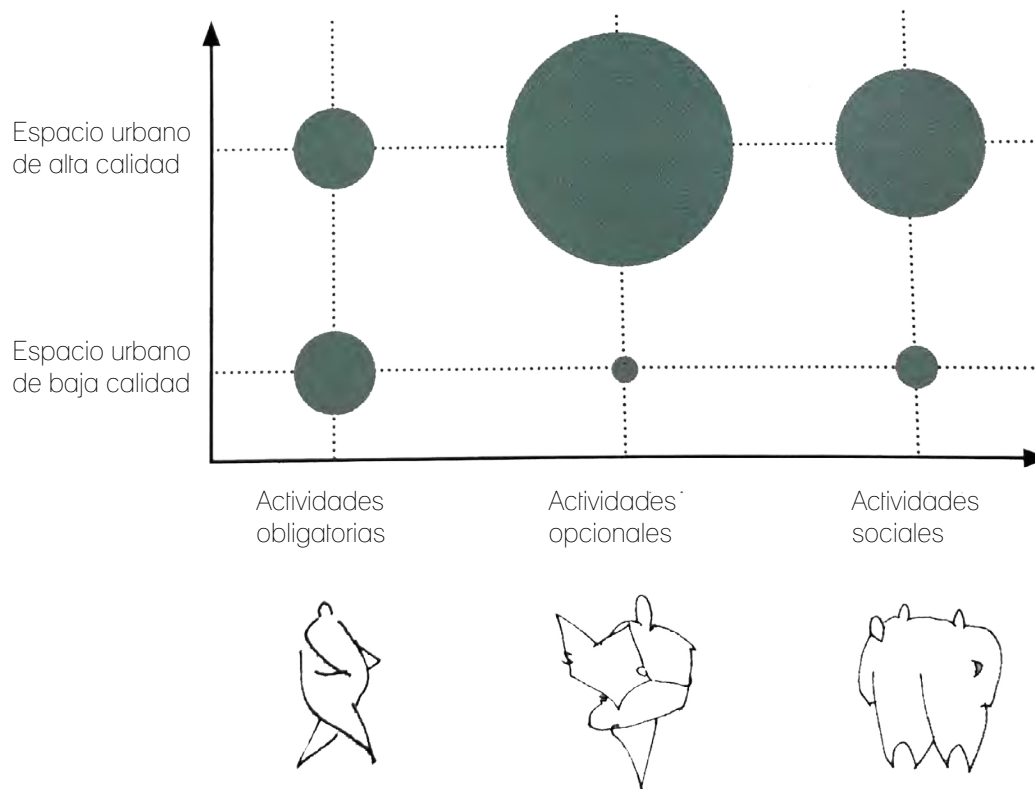 Espacio urbano
de alta calidad
Espacio urbano
de baja calidad
Actividades
obligatorias
Actividades
opcionales
Actividades
sociales